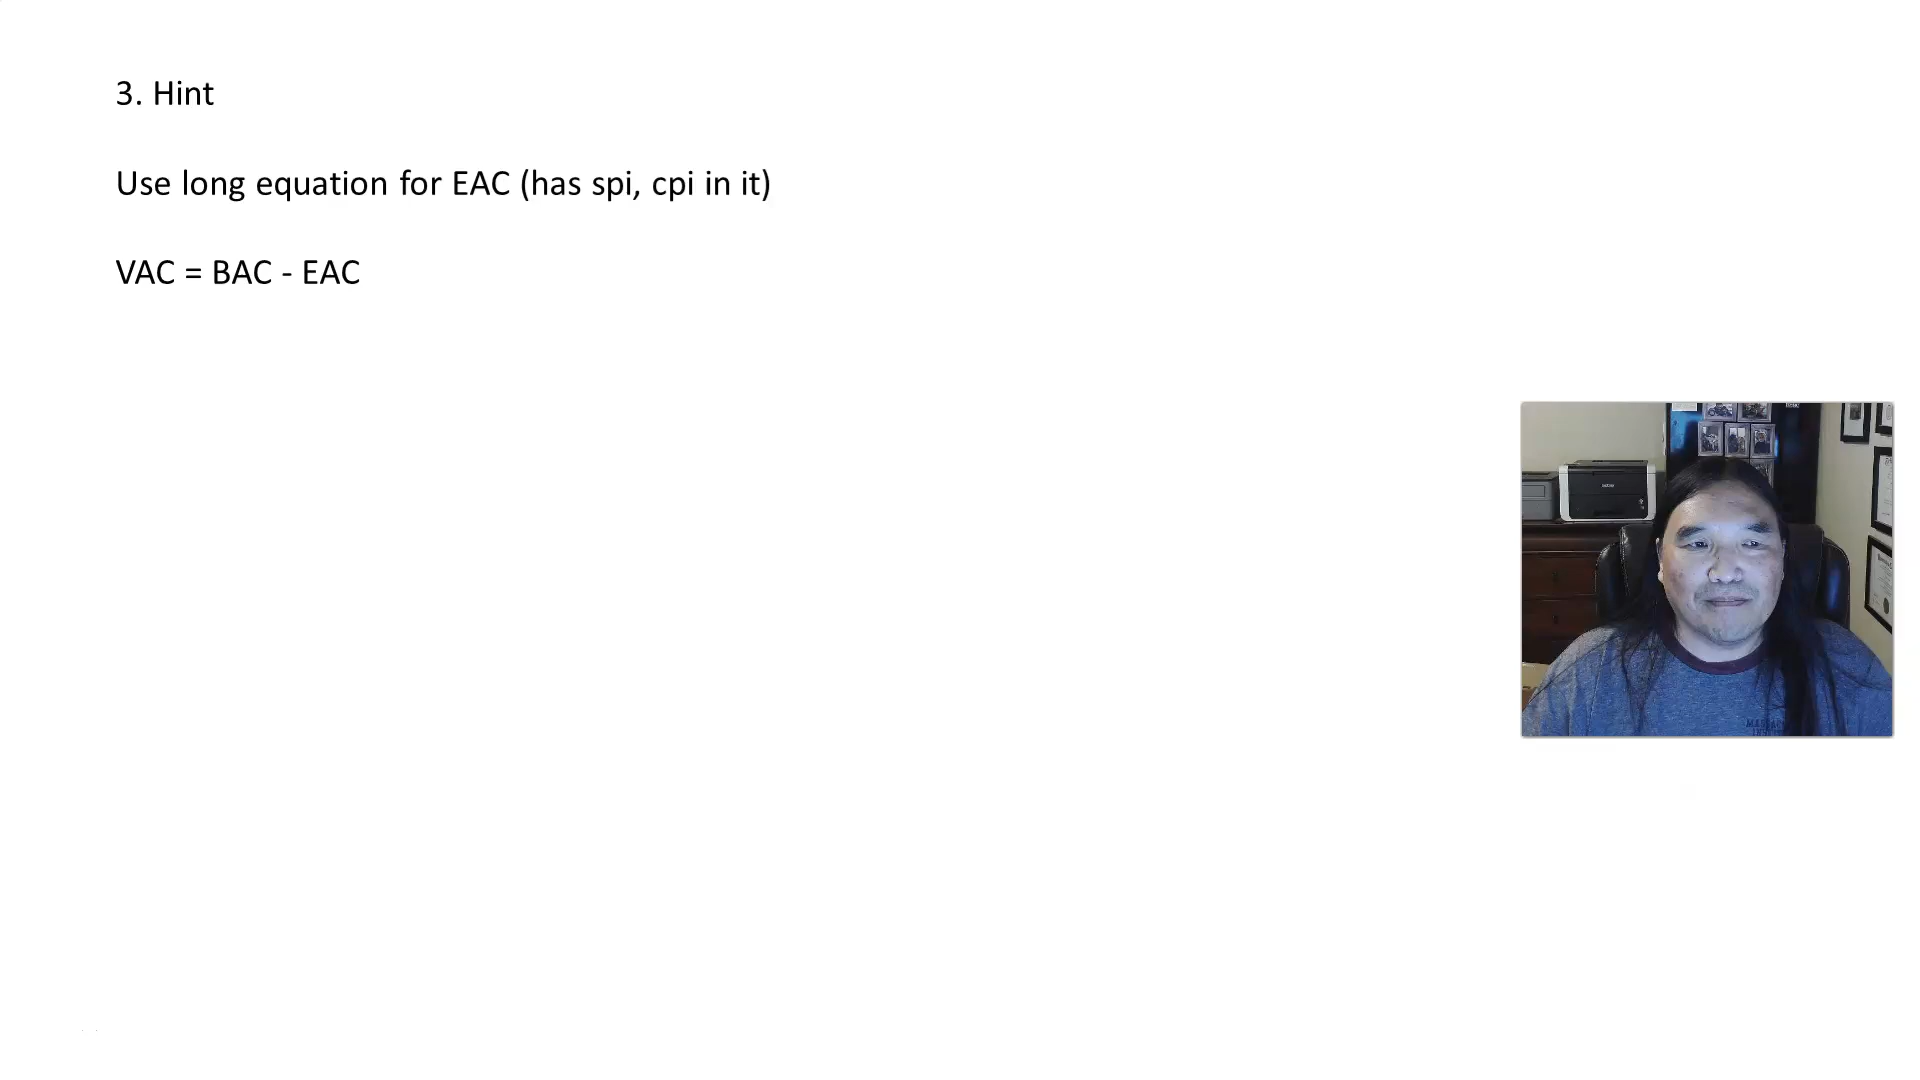 3. Hint
Use long equation for EAC (has spi, cpi in it)
VAC = BAC - EAC